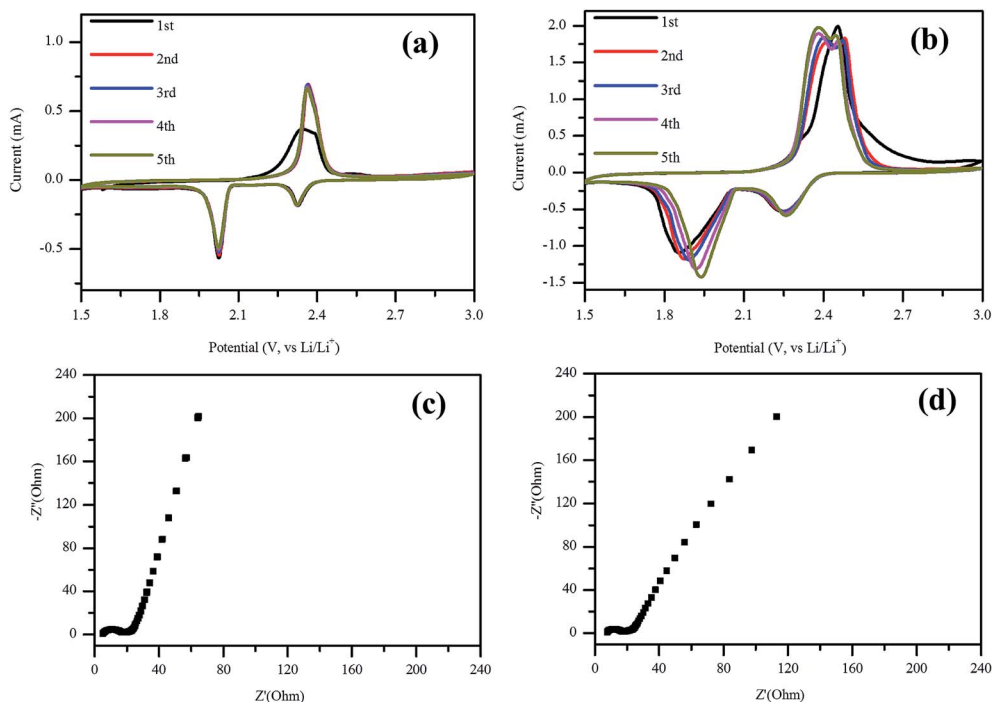 (a)
1st
2nd
3rd
4th
5th
1.0
0.5
0.0
-0.5
Current (mA)
1.5 1.8 2.1 2.4 2.7 3.0
Potential (V, vs Li/Li⁺)
(b)
1st
2nd
3rd
4th
5th
2.0
1.5
1.0
0.5
0.0
-0.5
-1.0
-1.5
Current (mA)
1.5 1.8 2.1 2.4 2.7 3.0
Potential (V, vs Li/Li⁺)
(c)
240
200
160
120
80
40
0
-Z''(Ohm)
0 40 80 120 160 200 240
Z'(Ohm)
(d)
240
200
160
120
80
40
0
-Z''(Ohm)
0 40 80 120 160 200 240
Z'(Ohm)